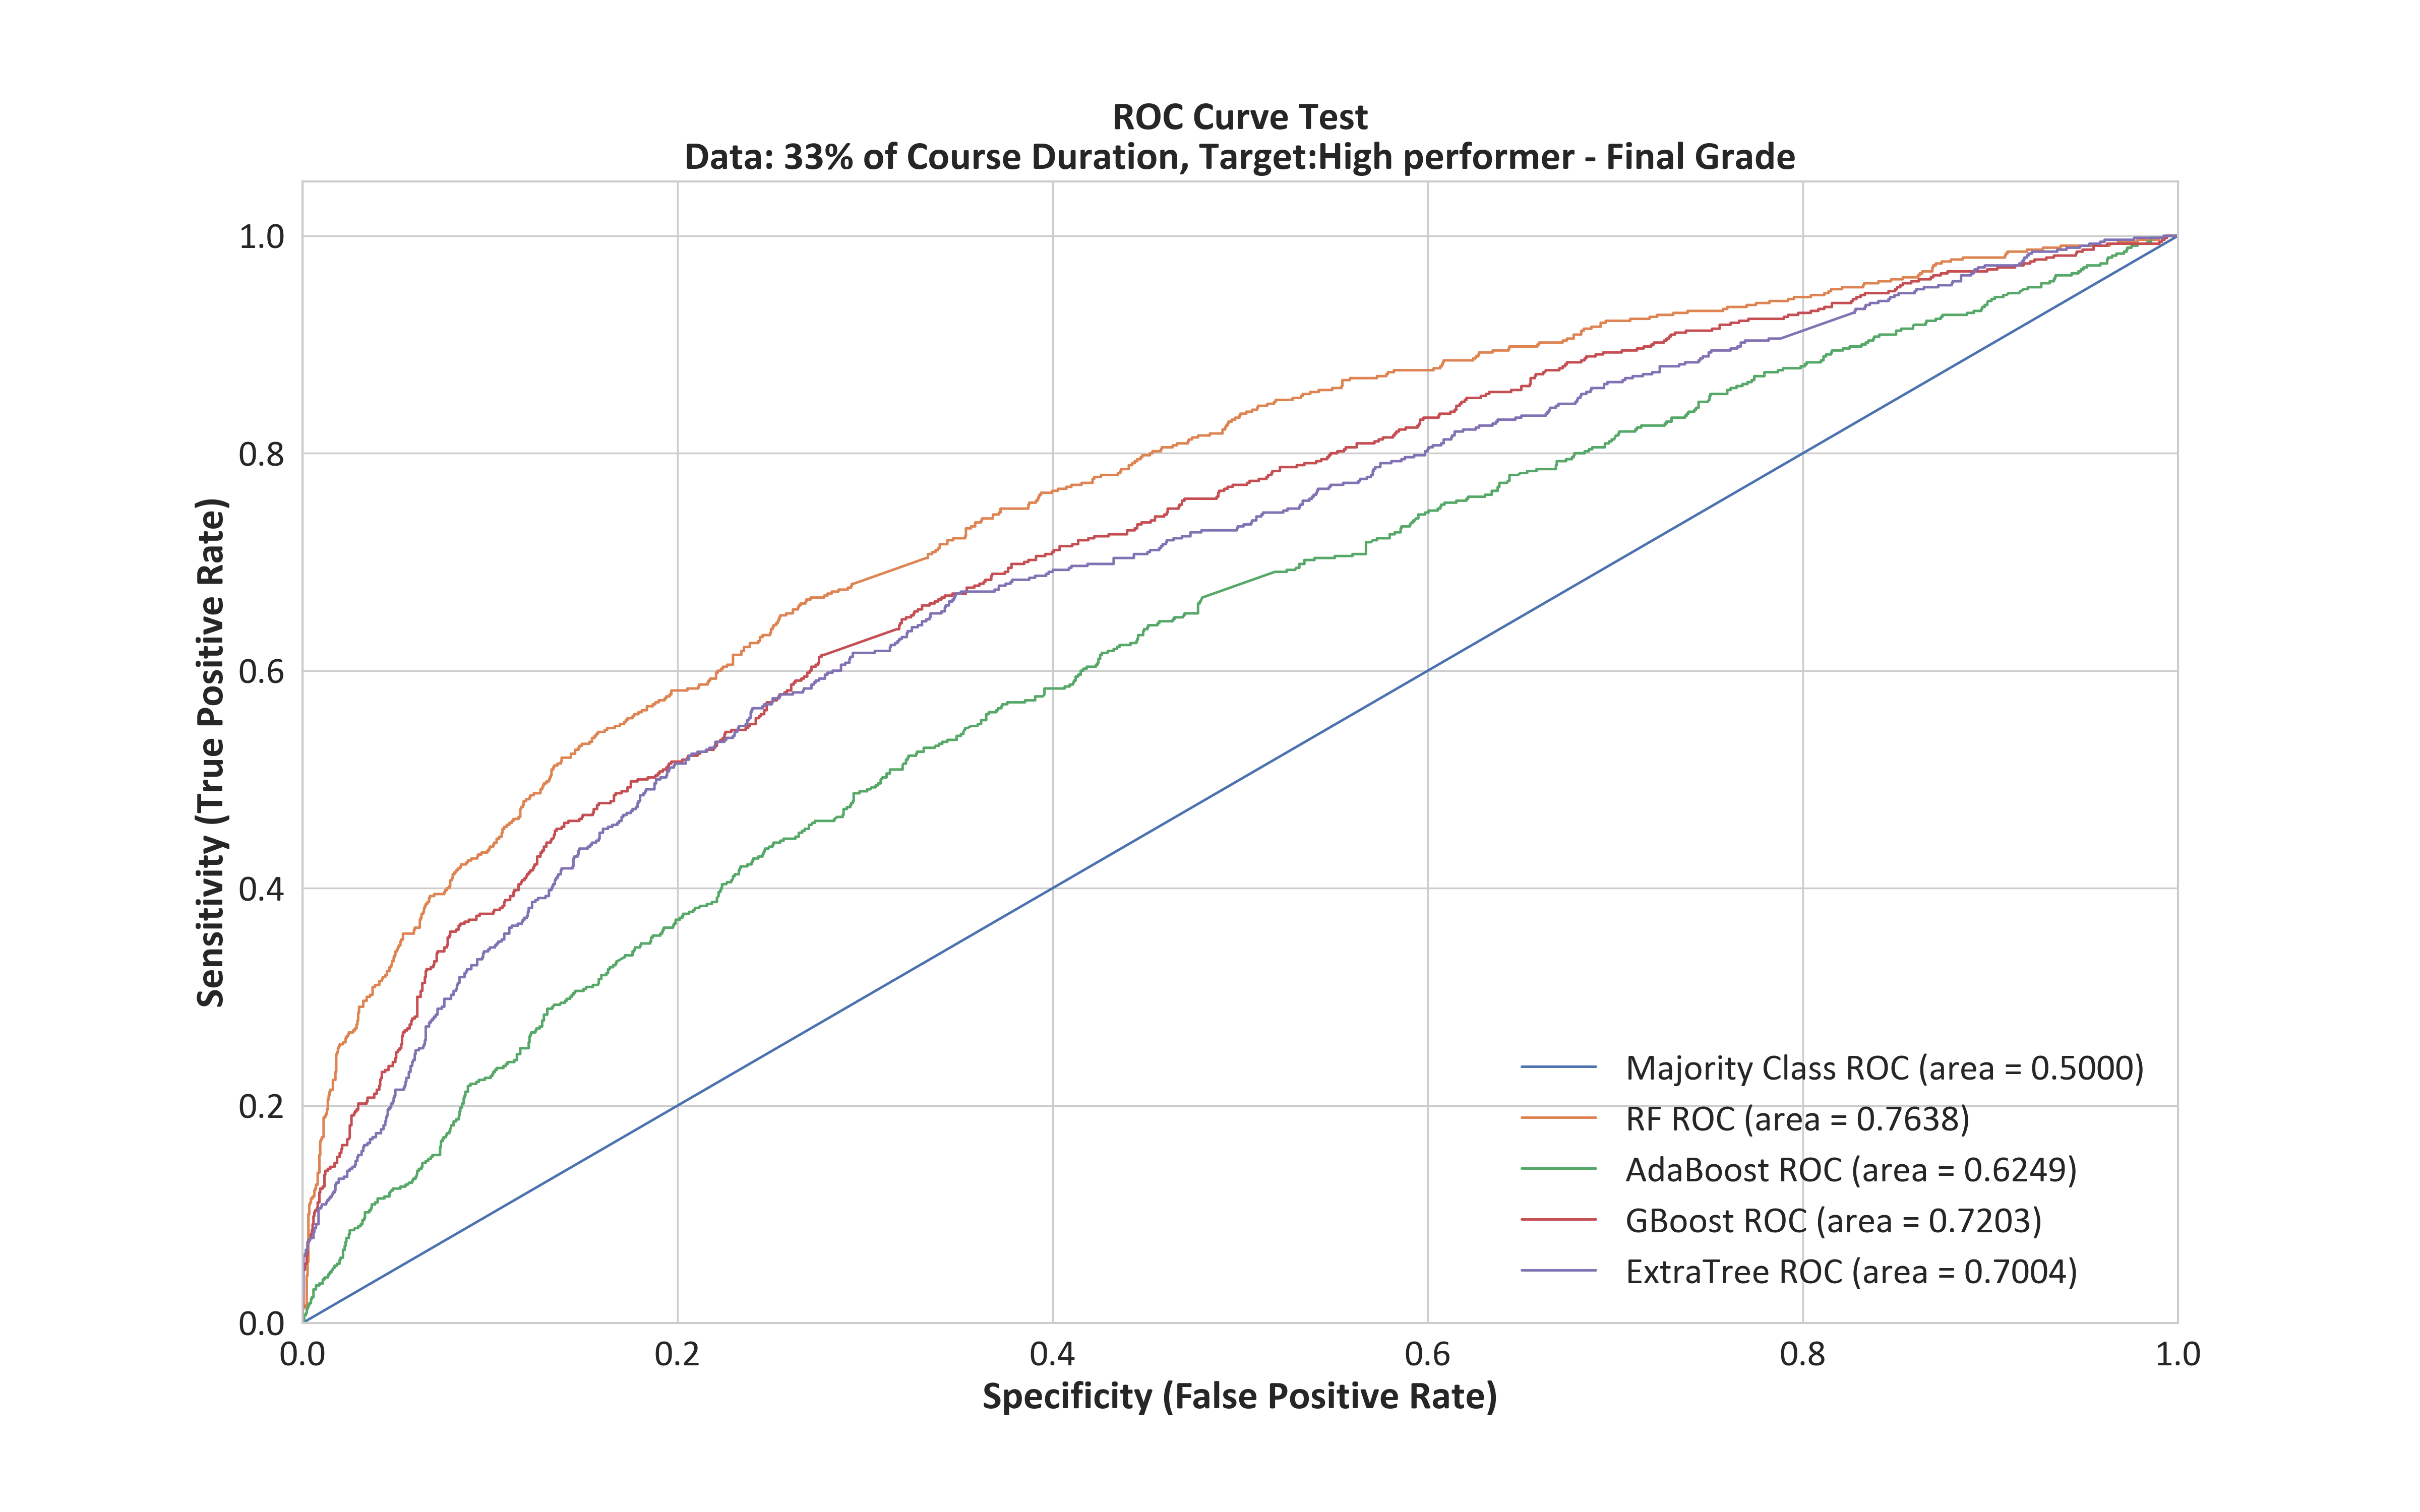 ROC Curve Test
Data: 33% of Course Duration, Target:High performer - Final Grade
Sensitivity (True Positive Rate)
1.0
0.8
0.6
0.4
0.2
0.0
0.0 0.2 0.4 0.6 0.8 1.0
Specificity (False Positive Rate)
Majority Class ROC (area = 0.5000)
RF ROC (area = 0.7638)
AdaBoost ROC (area = 0.6249)
GBoost ROC (area = 0.7203)
ExtraTree ROC (area = 0.7004)